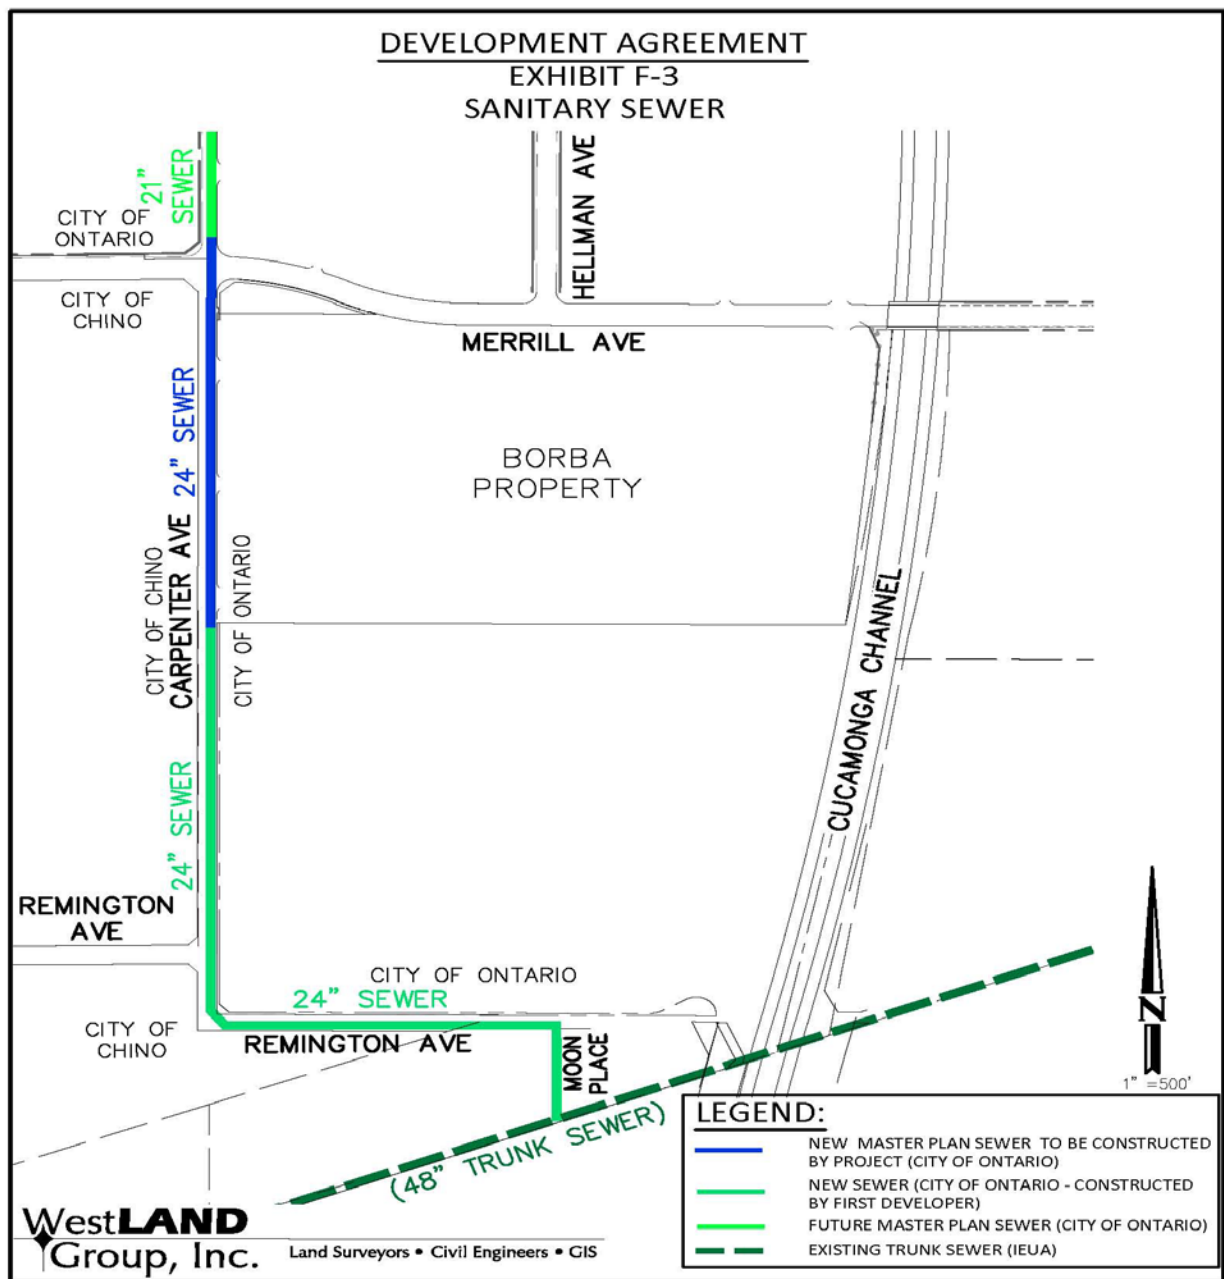 DEVELOPMENT AGREEMENT
EXHIBIT F-3
SANITARY SEWER
21"
SEWER
CITY OF
ONTARIO
HELLMAN AVE
CITY OF
CHINO
MERRILL AVE
24" SEWER
BORBA
PROPERTY
CITY OF CHINO
CARPENTER AVE
CITY OF ONTARIO
CUCAMONGA CHANNEL
24" SEWER
REMINGTON
AVE
CITY OF ONTARIO
24" SEWER
CITY OF
CHINO
REMINGTON AVE
MOON
PLACE
(48" TRUNK SEWER)
N
1" =500'
LEGEND:
NEW MASTER PLAN SEWER TO BE CONSTRUCTED
BY PROJECT (CITY OF ONTARIO)
NEW SEWER (CITY OF ONTARIO - CONSTRUCTED
BY FIRST DEVELOPER)
FUTURE MASTER PLAN SEWER (CITY OF ONTARIO)
EXISTING TRUNK SEWER (IEUA)
WestLAND
Group, Inc.
Land Surveyors • Civil Engineers • GIS